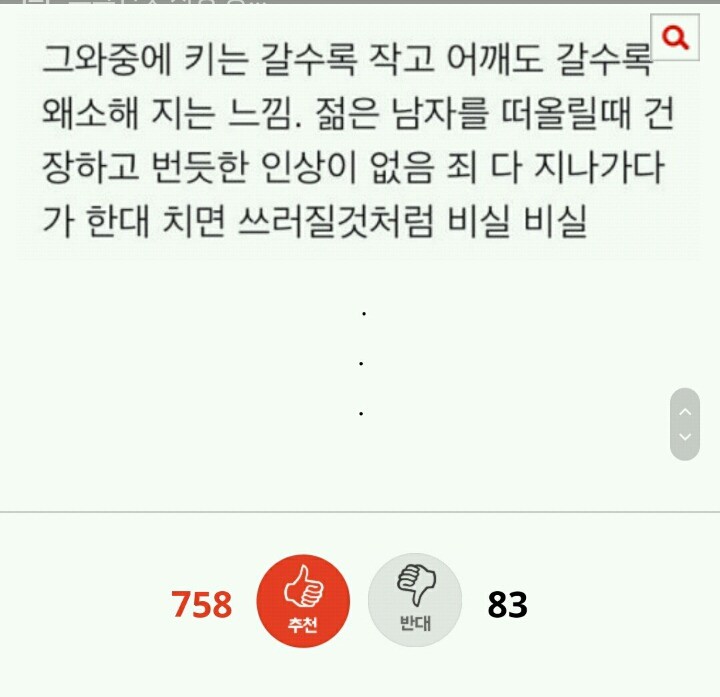 그와중에 키는 갈수록 작고 어깨도 갈수록
왜소해 지는 느낌. 젊은 남자를 떠올릴때 건
장하고 번듯한 인상이 없음 죄 다 지나가다
가 한대 치면 쓰러질것처럼 비실 비실
.
.
.
758 추천 반대 83